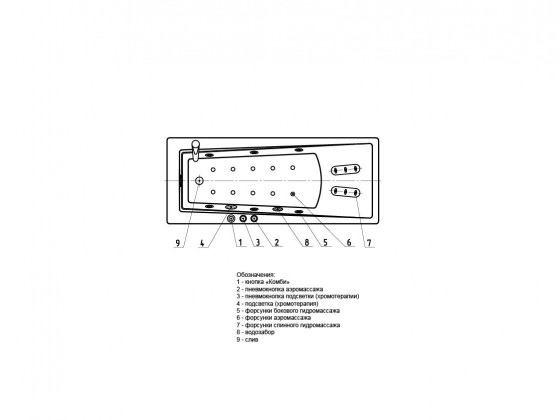 9 4 1 3 2 8 5 6 7
Обозначения:
1 - кнопка «Комби»
2 - пневмокнопка аэромассажа
3 - пневмокнопка подсветки (хромотерапии)
4 - подсветка (хромотерапия)
5 - форсунки бокового гидромассажа
6 - форсунки аэромассажа
7 - форсунки спинного гидромассажа
8 - водозабор
9 - слив